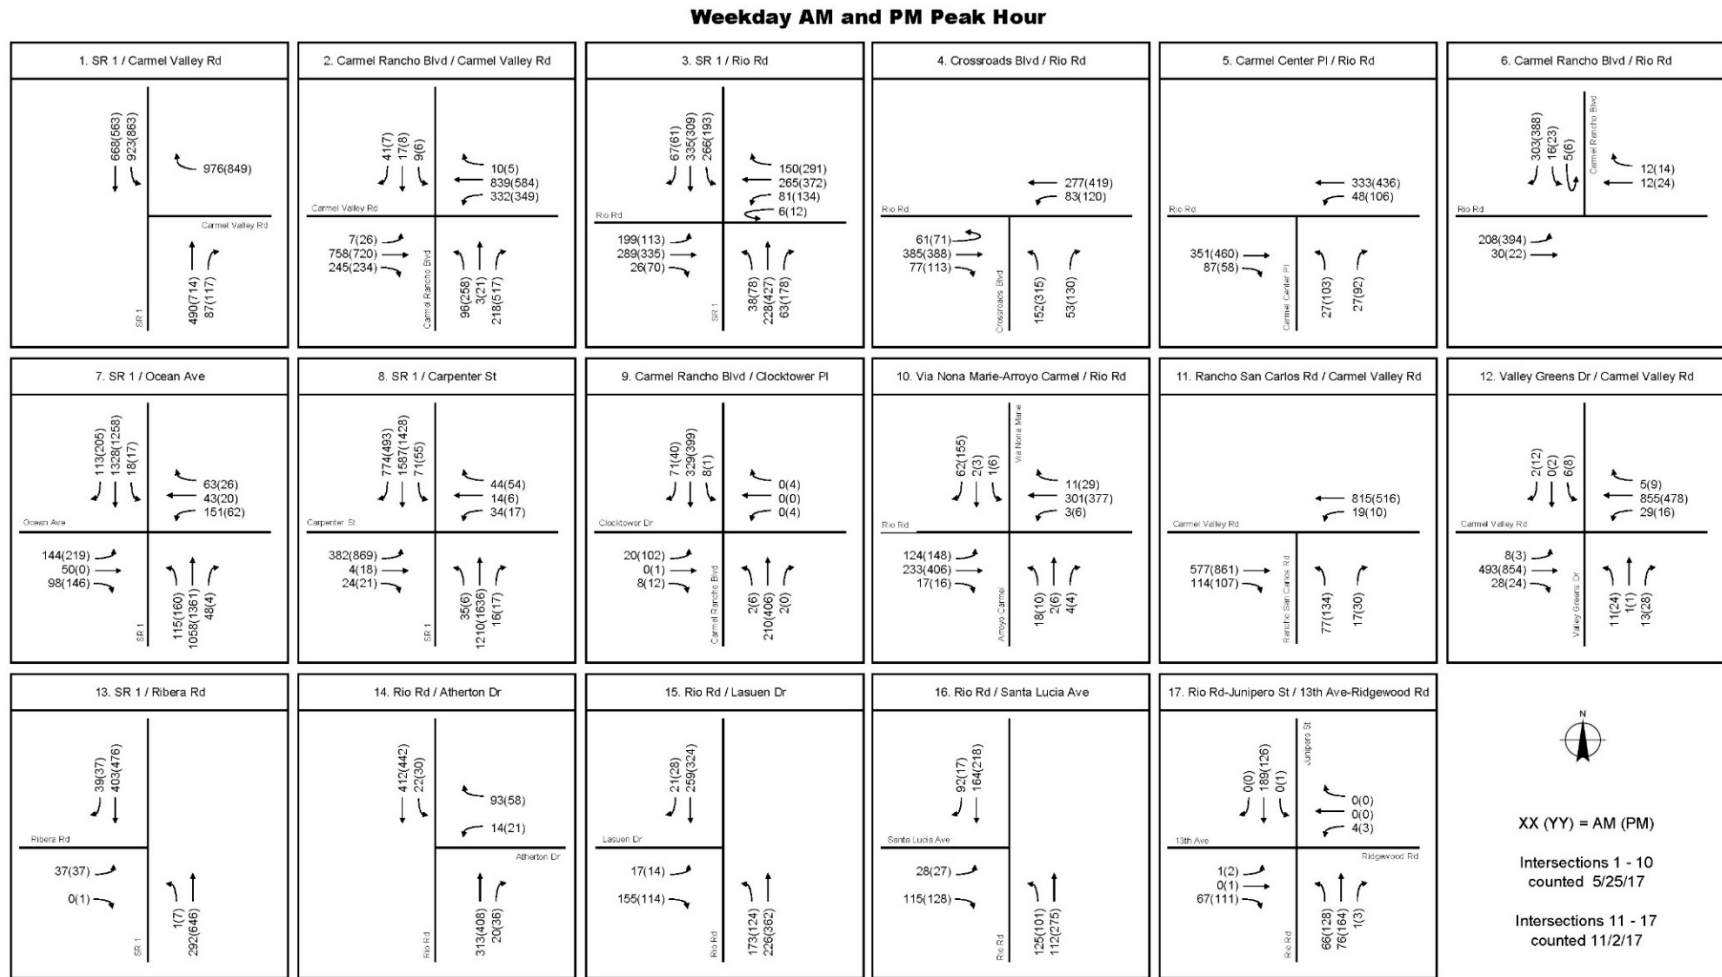 Weekday AM and PM Peak Hour
1. SR 1 / Carmel Valley Rd
668(563)
923(863)
976(849)
Carmel Valley Rd
SR 1
490(714)
87(117)
2. Carmel Rancho Blvd / Carmel Valley Rd
41(7)
17(8)
9(6)
10(5)
839(584)
332(349)
Carmel Valley Rd
7(26)
758(720)
245(234)
Carmel Rancho Blvd
96(258)
3(21)
218(517)
3. SR 1 / Rio Rd
67(61)
335(309)
266(193)
150(291)
265(372)
81(134)
6(12)
Rio Rd
199(113)
289(335)
26(70)
SR 1
38(78)
228(427)
63(178)
4. Crossroads Blvd / Rio Rd
277(419)
83(120)
Rio Rd
61(71)
385(388)
77(113)
Crossroads Blvd
152(315)
53(130)
5. Carmel Center Pl / Rio Rd
333(436)
48(106)
Rio Rd
351(460)
87(58)
Carmel Center Pl
27(103)
27(92)
6. Carmel Rancho Blvd / Rio Rd
303(388)
16(23)
5(6)
Carmel Rancho Blvd
12(14)
12(24)
Rio Rd
208(394)
30(22)
7. SR 1 / Ocean Ave
113(205)
1328(1258)
18(17)
63(26)
43(20)
151(62)
Ocean Ave
144(219)
50(0)
98(146)
SR 1
115(160)
1058(1361)
48(4)
8. SR 1 / Carpenter St
774(493)
1587(1428)
71(55)
44(54)
14(6)
34(17)
Carpenter St
382(869)
4(18)
24(21)
SR 1
35(6)
1210(1636)
16(17)
9. Carmel Rancho Blvd / Clocktower Pl
71(40)
329(399)
8(1)
0(4)
0(0)
0(4)
Clocktower Dr
20(102)
0(1)
8(12)
Carmel Rancho Blvd
2(6)
210(406)
2(0)
10. Via Nona Marie-Arroyo Carmel / Rio Rd
62(155)
2(3)
1(6)
Via Nona Marie
11(29)
301(377)
3(6)
Rio Rd
124(148)
233(406)
17(16)
Arroyo Carmel
18(10)
2(6)
4(4)
11. Rancho San Carlos Rd / Carmel Valley Rd
815(516)
19(10)
Carmel Valley Rd
577(861)
114(107)
Rancho San Carlos Rd
77(134)
17(30)
12. Valley Greens Dr / Carmel Valley Rd
2(12)
0(2)
6(8)
5(9)
855(478)
29(16)
Carmel Valley Rd
8(3)
493(854)
28(24)
Valley Greens Dr
11(24)
1(1)
13(28)
13. SR 1 / Ribera Rd
39(37)
403(476)
Ribera Rd
37(37)
0(1)
SR 1
1(7)
292(646)
14. Rio Rd / Atherton Dr
412(442)
22(30)
93(58)
14(21)
Atherton Dr
Rio Rd
313(408)
20(36)
15. Rio Rd / Lasuen Dr
21(28)
259(324)
Lasuen Dr
17(14)
155(114)
Rio Rd
173(124)
226(362)
16. Rio Rd / Santa Lucia Ave
92(17)
164(218)
Santa Lucia Ave
28(27)
115(128)
Rio Rd
125(101)
112(275)
17. Rio Rd-Junipero St / 13th Ave-Ridgewood Rd
0(0)
189(126)
0(1)
Junipero St
0(0)
0(0)
4(3)
13th Ave
Ridgewood Rd
1(2)
0(1)
67(111)
Rio Rd
66(128)
76(164)
1(3)
N
XX (YY) = AM (PM)
Intersections 1 - 10
counted 5/25/17
Intersections 11 - 17
counted 11/2/17